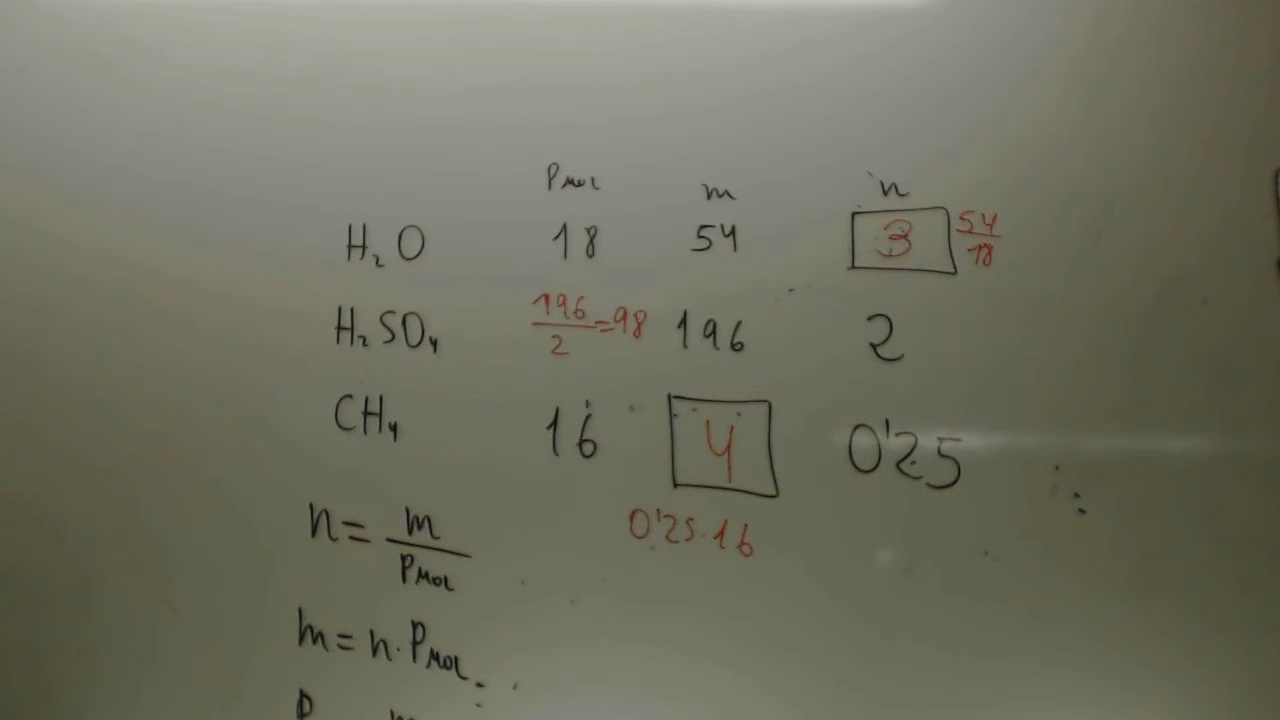 Pmol m n
H₂O 18 54 3 54/18
H₂SO₄ 196/2=98 196 2
CH₄ 16 4 0'25
0'25·16
n = m/PMOL
m = n·PMOL
P m